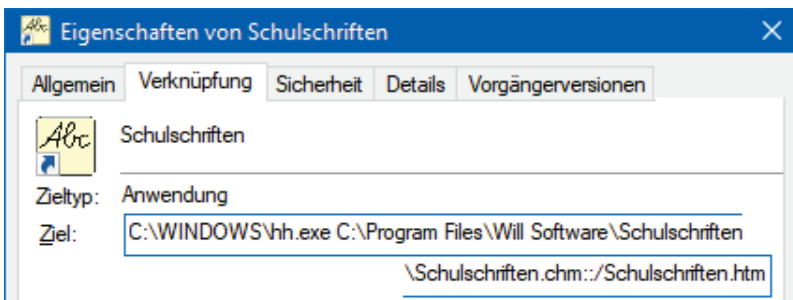 Abc Eigenschaften von Schulschriften
Allgemein Verknüpfung Sicherheit Details Vorgängerversionen
Abc Schulschriften
Zieltyp: Anwendung
Ziel: C:\WINDOWS\hh.exe C:\Program Files\Will Software\Schulschriften
\Schulschriften.chm::/Schulschriften.htm